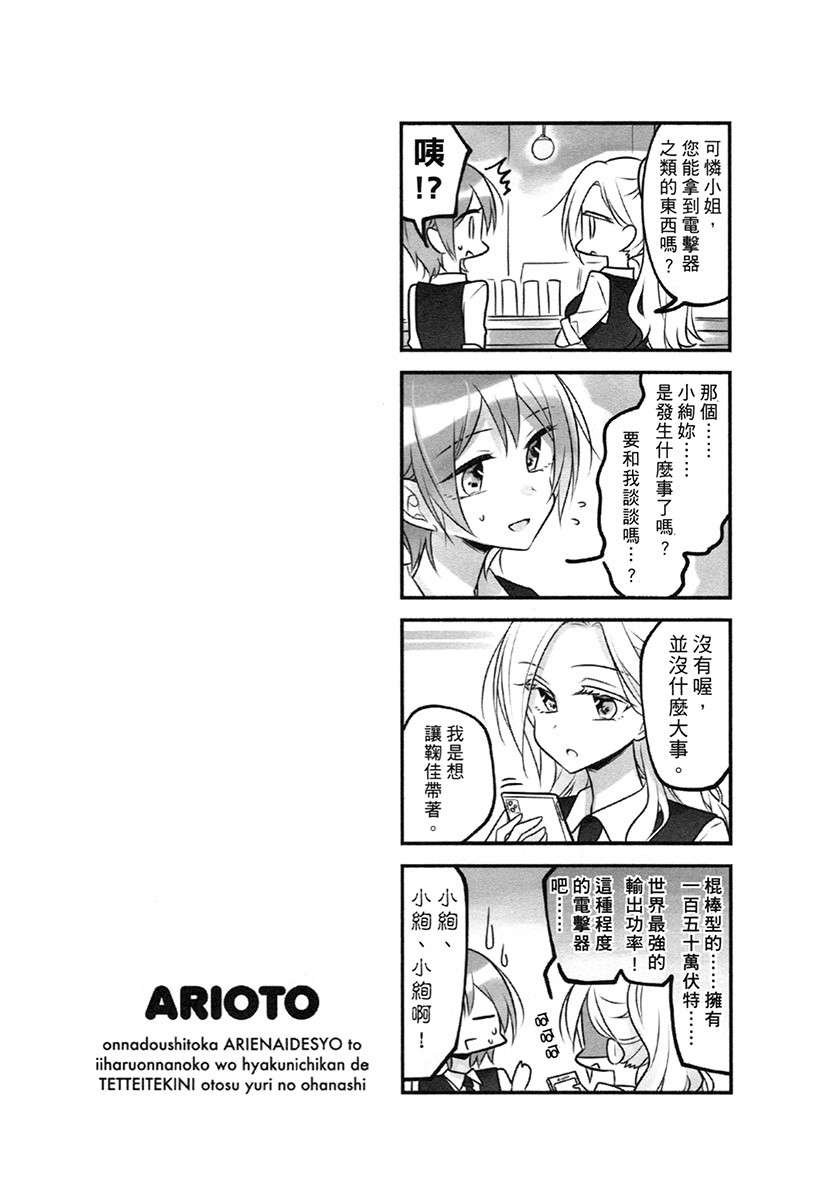 可憐小姐，
您能拿到電擊器
之類的東西嗎？
咦
!?
那個……
小絢妳……
是發生什麼事了嗎？
要和我談談嗎…？
沒有喔，
並沒什麼大事。
我是想
讓鞠佳帶著。
棍棒型的……擁有
一百五十萬伏特……
世界最強的
輸出功率！
這種程度
的電擊器
吧……
小絢、
小絢、小絢啊！
ARIOTO
onnadoushitoka ARIENAIDESYO to
iiharuonnanoko wo hyakunichikan de
TETTEITEKINI otosu yuri no ohanashi